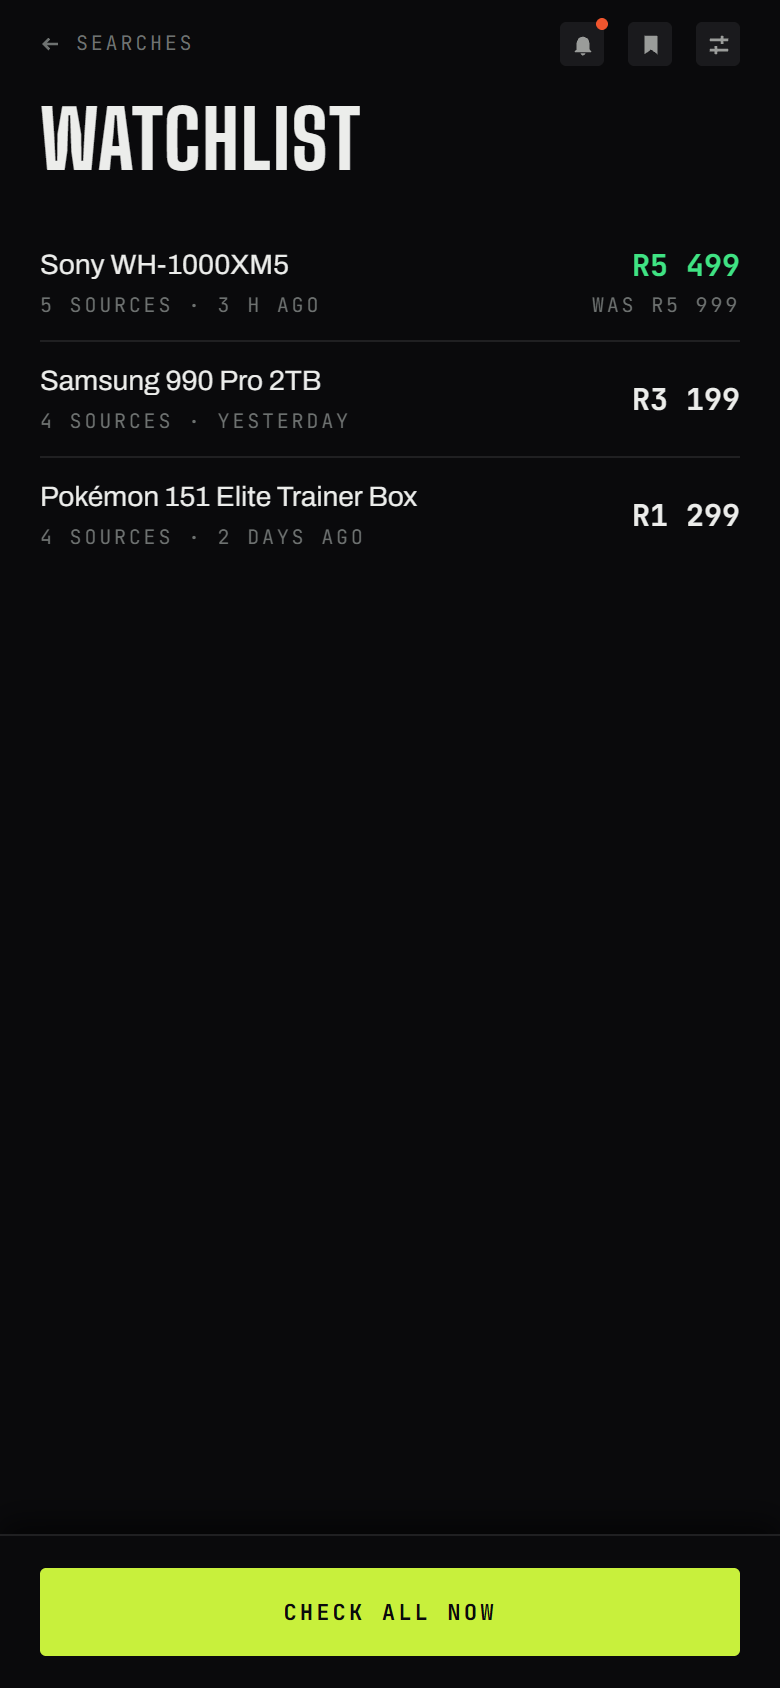 ← SEARCHES
WATCHLIST
Sony WH-1000XM5
R5 499
5 SOURCES · 3 H AGO
WAS R5 999
Samsung 990 Pro 2TB
R3 199
4 SOURCES · YESTERDAY
Pokémon 151 Elite Trainer Box
R1 299
4 SOURCES · 2 DAYS AGO
CHECK ALL NOW